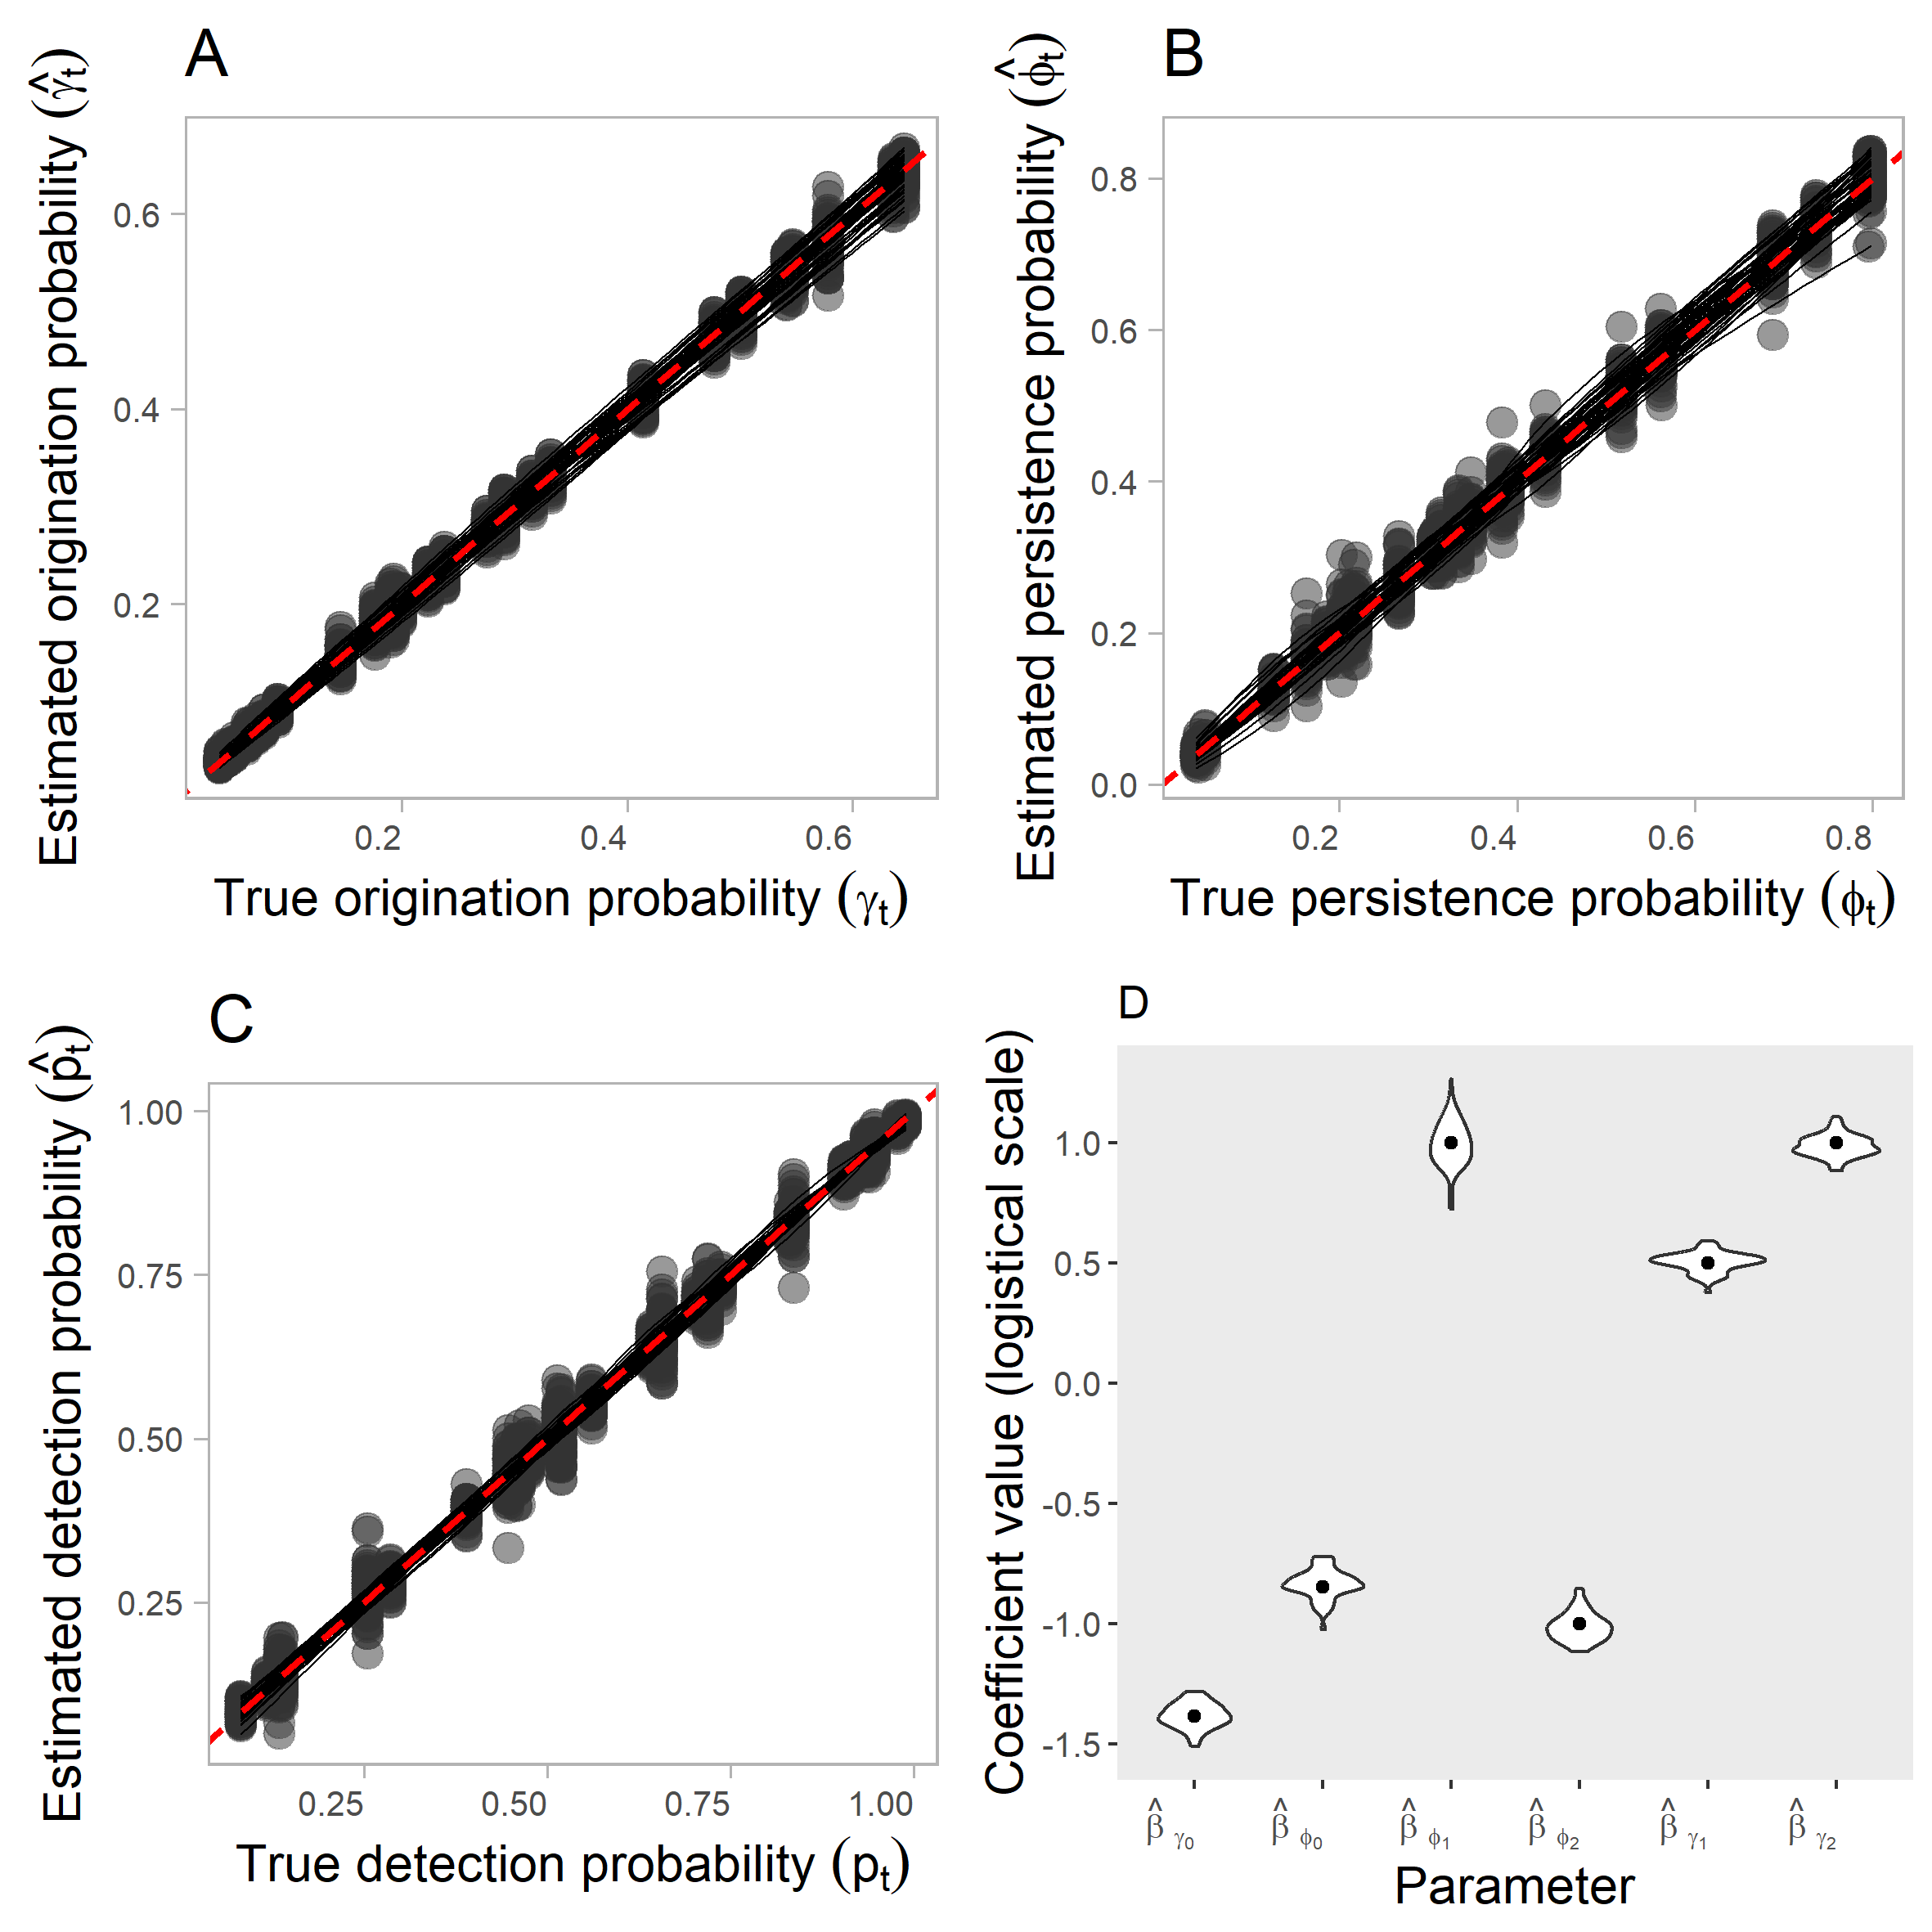 A
Estimated origination probability (γ̂t)
0.6
0.4
0.2
0.2 0.4 0.6
True origination probability (γt)
B
Estimated persistence probability (ϕ̂t)
0.8
0.6
0.4
0.2
0.0
0.2 0.4 0.6 0.8
True persistence probability (ϕt)
C
Estimated detection probability (p̂t)
1.00
0.75
0.50
0.25
0.25 0.50 0.75 1.00
True detection probability (pt)
D
Coefficient value (logistical scale)
1.0
0.5
0.0
-0.5
-1.0
-1.5
β̂ γ0 β̂ ϕ0 β̂ ϕ1 β̂ ϕ2 β̂ γ1 β̂ γ2
Parameter